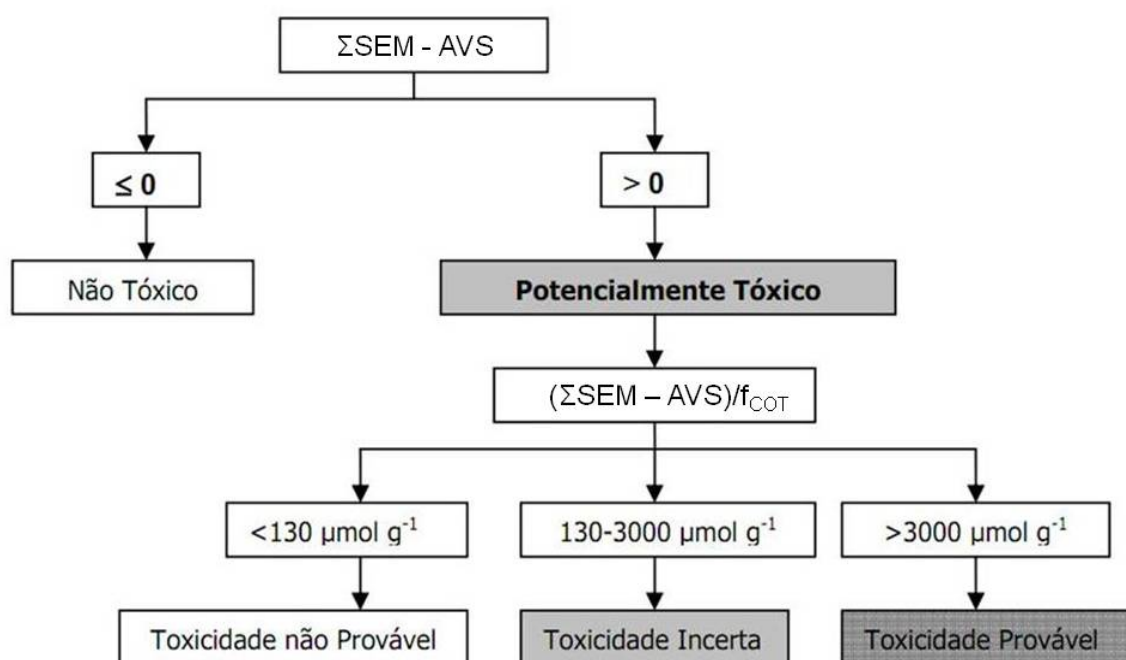 ΣSEM - AVS
≤ 0
> 0
Não Tóxico
Potencialmente Tóxico
(ΣSEM – AVS)/f_COT
<130 µmol g⁻¹
130-3000 µmol g⁻¹
>3000 µmol g⁻¹
Toxicidade não Provável
Toxicidade Incerta
Toxicidade Provável